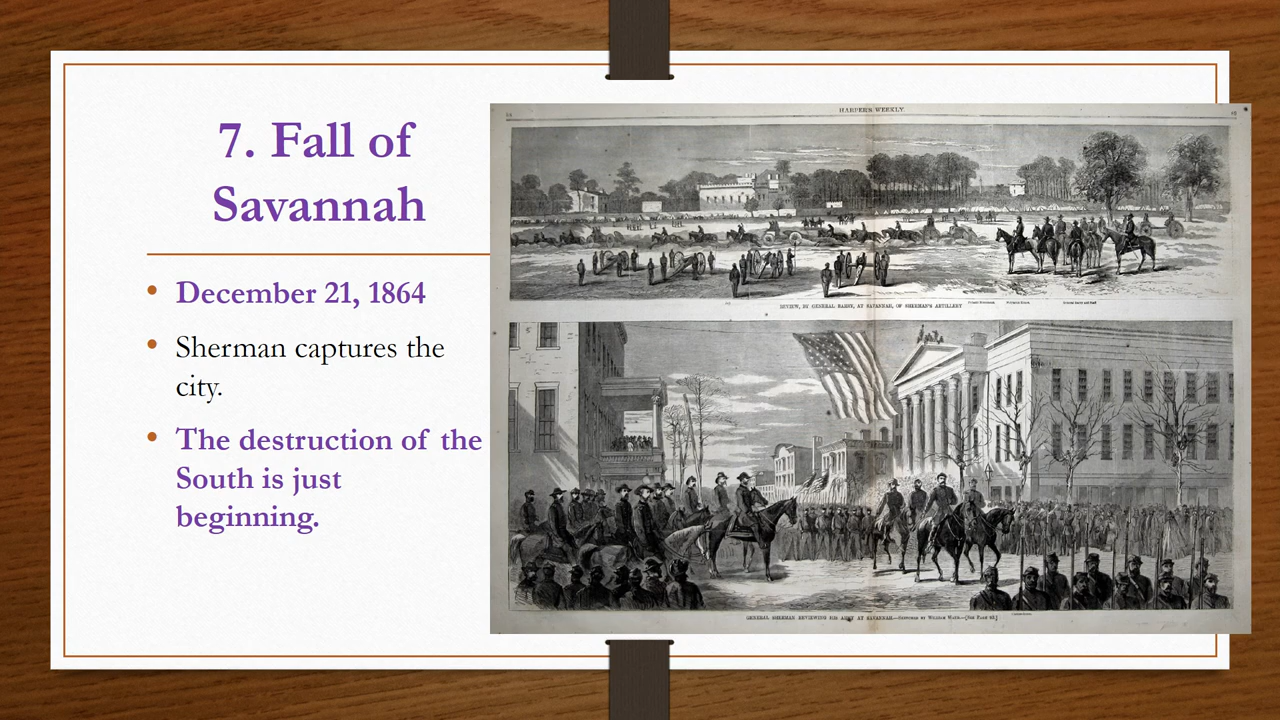 7. Fall of
Savannah
• December 21, 1864
• Sherman captures the
city.
• The destruction of the
South is just
beginning.
HARPER'S WEEKLY.
REVIEW, BY GENERAL BARRY, AT SAVANNAH, OF SHERMAN'S ARTILLERY
GENERAL SHERMAN REVIEWING HIS ARMY AT SAVANNAH.—Sketched by William Waud.—[See Page